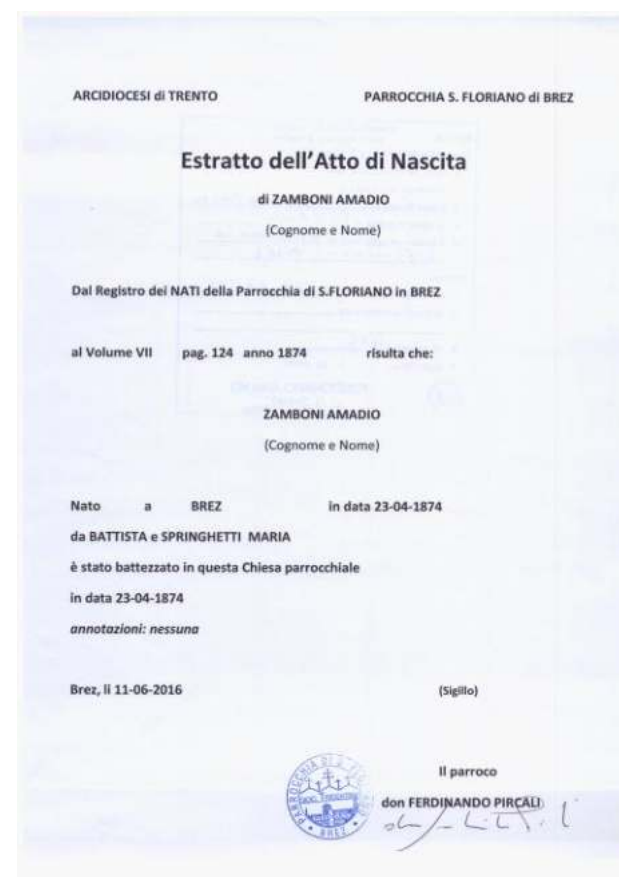 ARCIDIOCESI di TRENTO PARROCCHIA S. FLORIANO di BREZ
Estratto dell'Atto di Nascita
di ZAMBONI AMADIO
(Cognome e Nome)
Dal Registro dei NATI della Parrocchia di S.FLORIANO in BREZ
al Volume VII pag. 124 anno 1874 risulta che:
ZAMBONI AMADIO
(Cognome e Nome)
Nato a BREZ in data 23-04-1874
da BATTISTA e SPRINGHETTI MARIA
è stato battezzato in questa Chiesa parrocchiale
in data 23-04-1874
annotazioni: nessuna
Brez, li 11-06-2016 (Sigillo)
Il parroco
don FERDINANDO PIRCALI
PARROCCHIA DI S.
BREZ